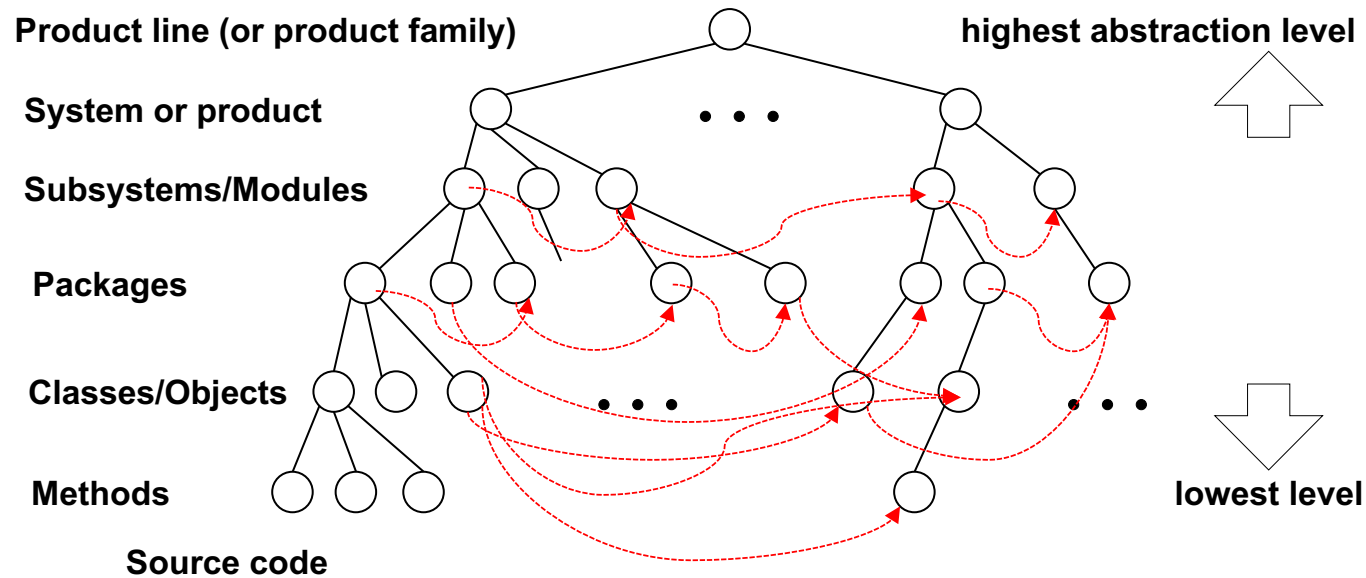 Product line (or product family)
highest abstraction level
System or product
Subsystems/Modules
Packages
Classes/Objects
Methods
lowest level
Source code